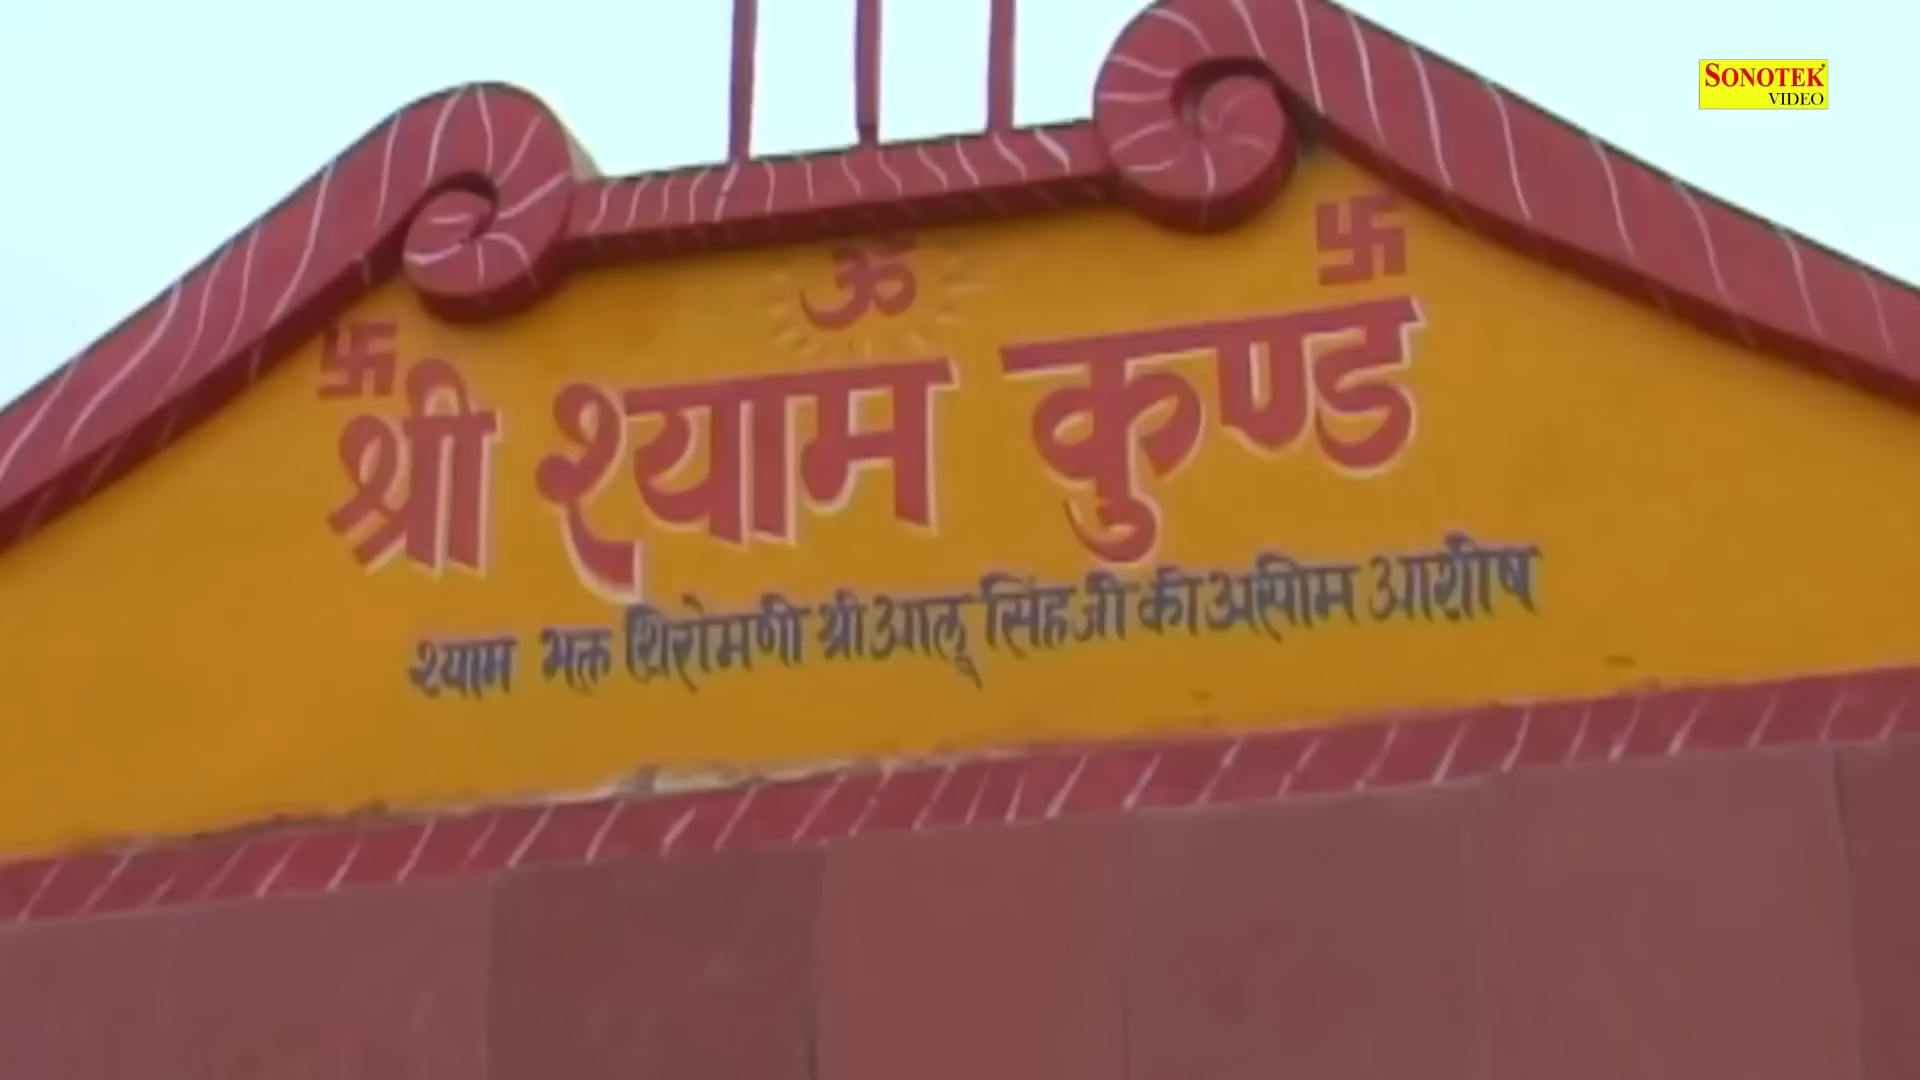 SONOTEK
VIDEO
ॐ
श्री श्याम कुण्ड
श्याम भक्त शिरोमणी श्री आलू सिंह जी की असीम आशीष